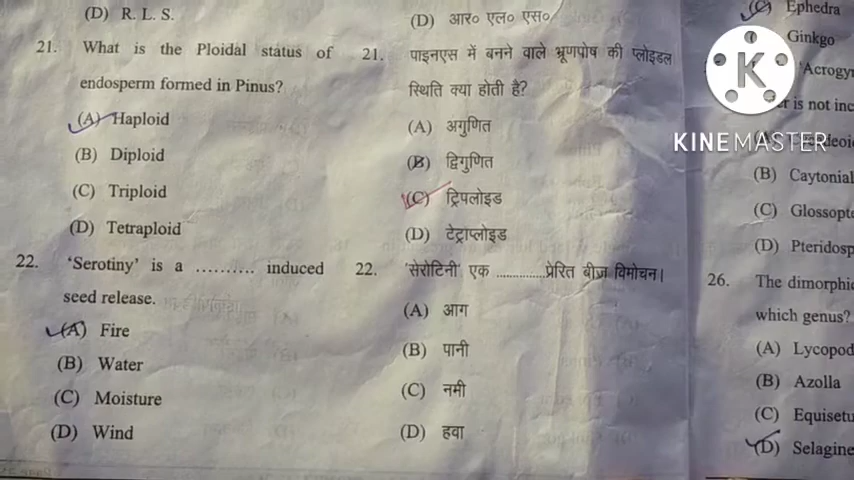 (D) R. L. S.
21. What is the Ploidal status of
endosperm formed in Pinus?
(A) Haploid
(B) Diploid
(C) Triploid
(D) Tetraploid
22. 'Serotiny' is a .......... induced
seed release.
(A) Fire
(B) Water
(C) Moisture
(D) Wind
(D) आर० एल० एस०
21. पाइनएस में बनने वाले भ्रूणपोष की प्लोइडल
स्थिति क्या होती है?
(A) अगुणित
(B) द्विगुणित
(C) ट्रिपलोइड
(D) टेट्राप्लोइड
22. 'सेरोटिनी' एक .............प्रेरित बीज विमोचन।
(A) आग
(B) पानी
(C) नमी
(D) हवा
(C) Ephedra
Ginkgo
K
KINEMASTER
is not inc
(B) Caytonial
(C) Glossopt
(D) Pteridosp
26. The dimorphic
which genus?
(A) Lycopod
(B) Azolla
(C) Equisetu
(D) Selagine